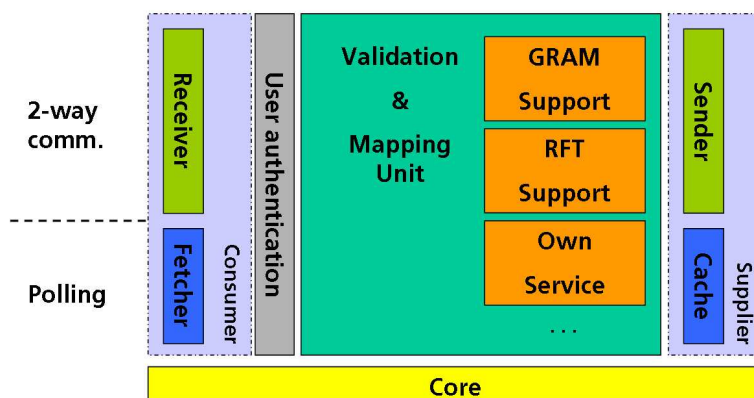 2-way
comm.
Polling
Receiver
Fetcher
Consumer
User authentication
Validation
&
Mapping
Unit
GRAM
Support
RFT
Support
Own
Service
...
Sender
Cache
Supplier
Core